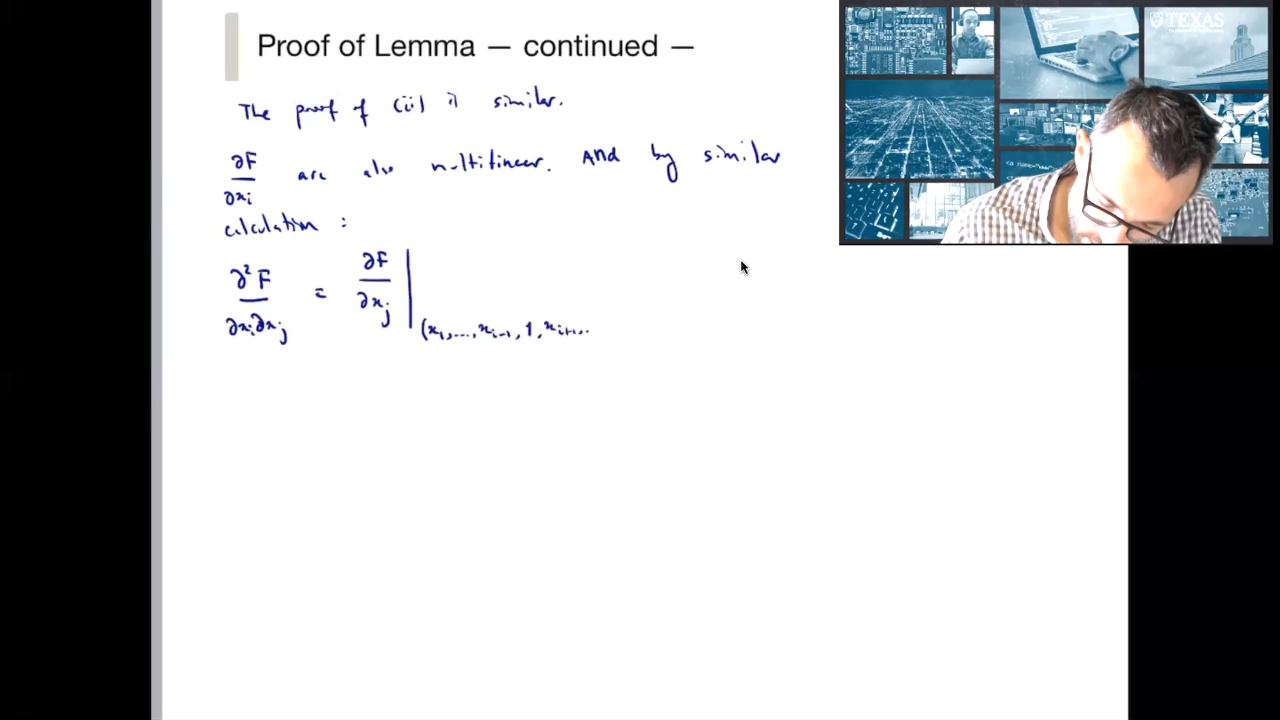 Proof of Lemma — continued —
TEXAS
The proof of (ii) is similar.
∂F/∂xᵢ are also multilinear. And by similar
calculation :
∂²F/∂xᵢ∂xⱼ = ∂F/∂xⱼ |(x₁,...,xᵢ₋₁, 1, xᵢ₊₁,..